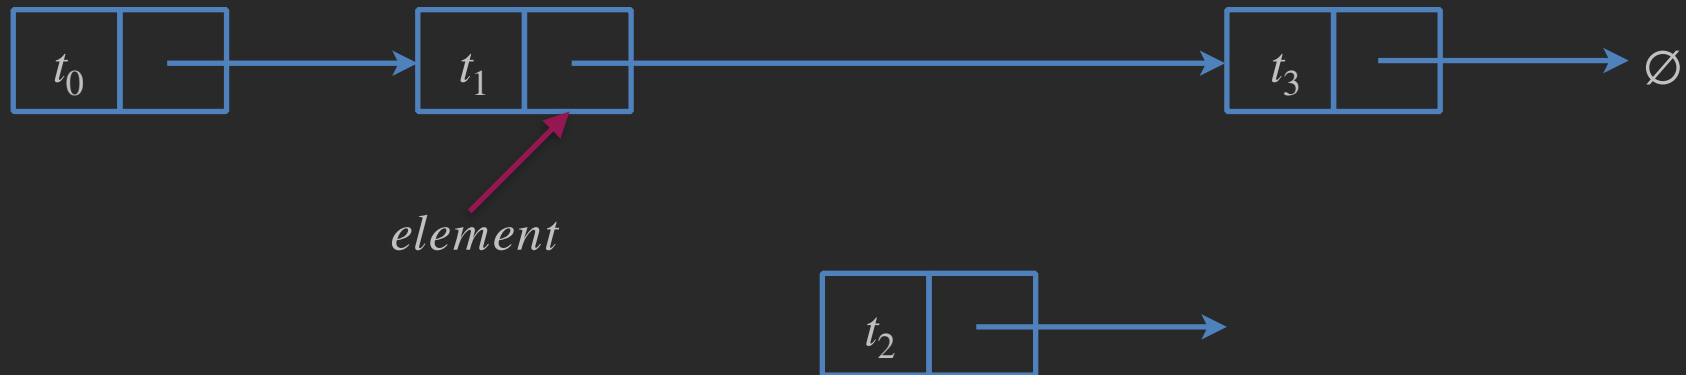 t₀ t₁ t₃ ∅
element
t₂